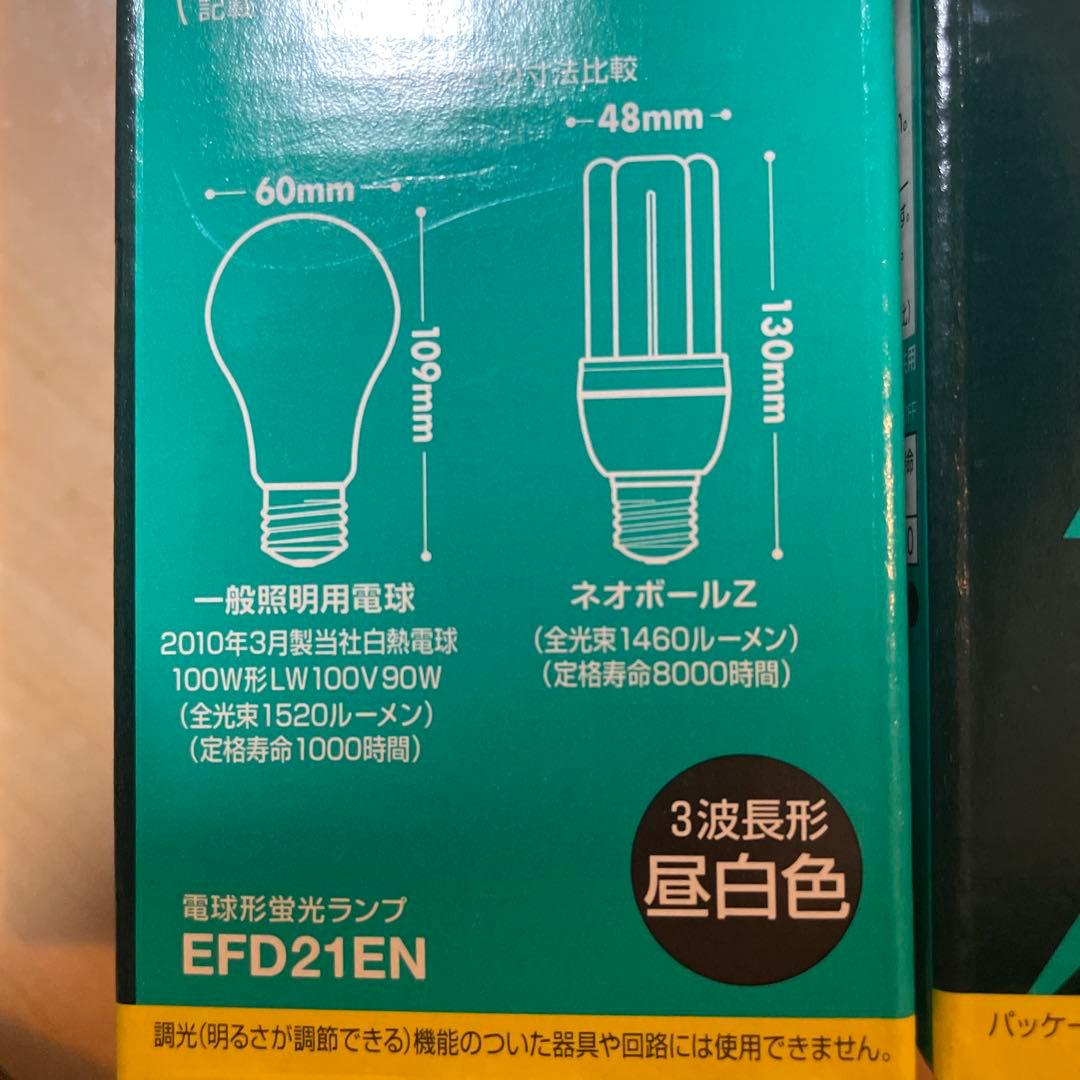 (記載
の寸法比較
48mm
60mm
109mm
130mm
一般照明用電球
2010年3月製当社白熱電球
100W形LW100V90W
(全光束1520ルーメン)
(定格寿命1000時間)
ネオボールZ
(全光束1460ルーメン)
(定格寿命8000時間)
3波長形
昼白色
電球形蛍光ランプ
EFD21EN
調光(明るさが調節できる)機能のついた器具や回路には使用できません。
パッケー